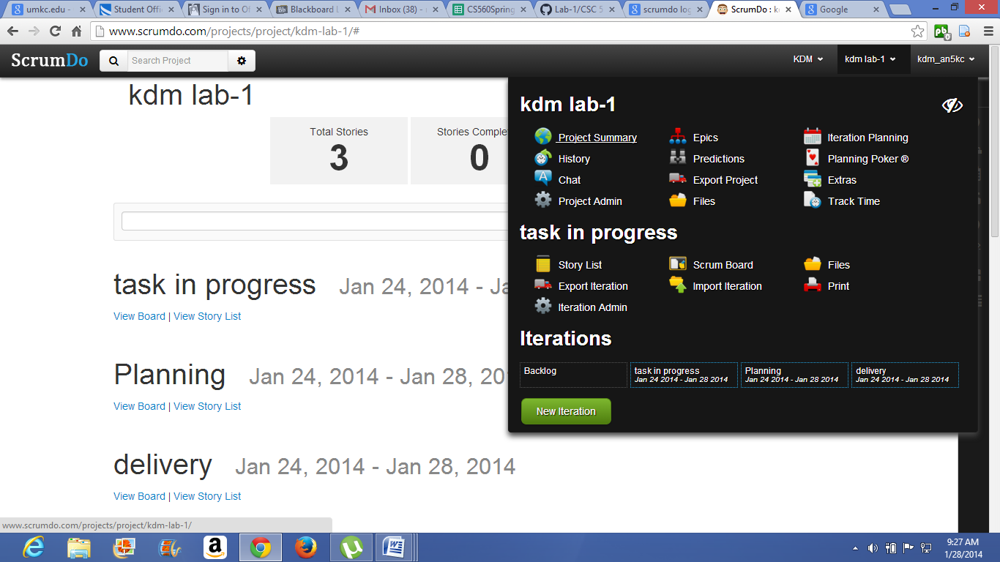 umkc.edu -
Student Offi
Sign in to Of
Blackboard L
Inbox (38) -
CS560Spring
Lab-1/CSC 5
scrumdo log
ScrumDo : k
Google
www.scrumdo.com/projects/project/kdm-lab-1/#
ScrumDo
Search Project
KDM
kdm lab-1
kdm_an5kc
kdm lab-1
Total Stories
3
Stories Comple
0
task in progress Jan 24, 2014 - Ja
View Board | View Story List
Planning Jan 24, 2014 - Jan 28, 20
View Board | View Story List
delivery Jan 24, 2014 - Jan 28, 2014
View Board | View Story List
kdm lab-1
Project Summary
Epics
Iteration Planning
History
Predictions
Planning Poker ®
Chat
Export Project
Extras
Project Admin
Files
Track Time
task in progress
Story List
Scrum Board
Files
Export Iteration
Import Iteration
Print
Iteration Admin
Iterations
Backlog
task in progress
Jan 24 2014 - Jan 28 2014
Planning
Jan 24 2014 - Jan 28 2014
delivery
Jan 24 2014 - Jan 28 2014
New Iteration
www.scrumdo.com/projects/project/kdm-lab-1/
9:27 AM
1/28/2014